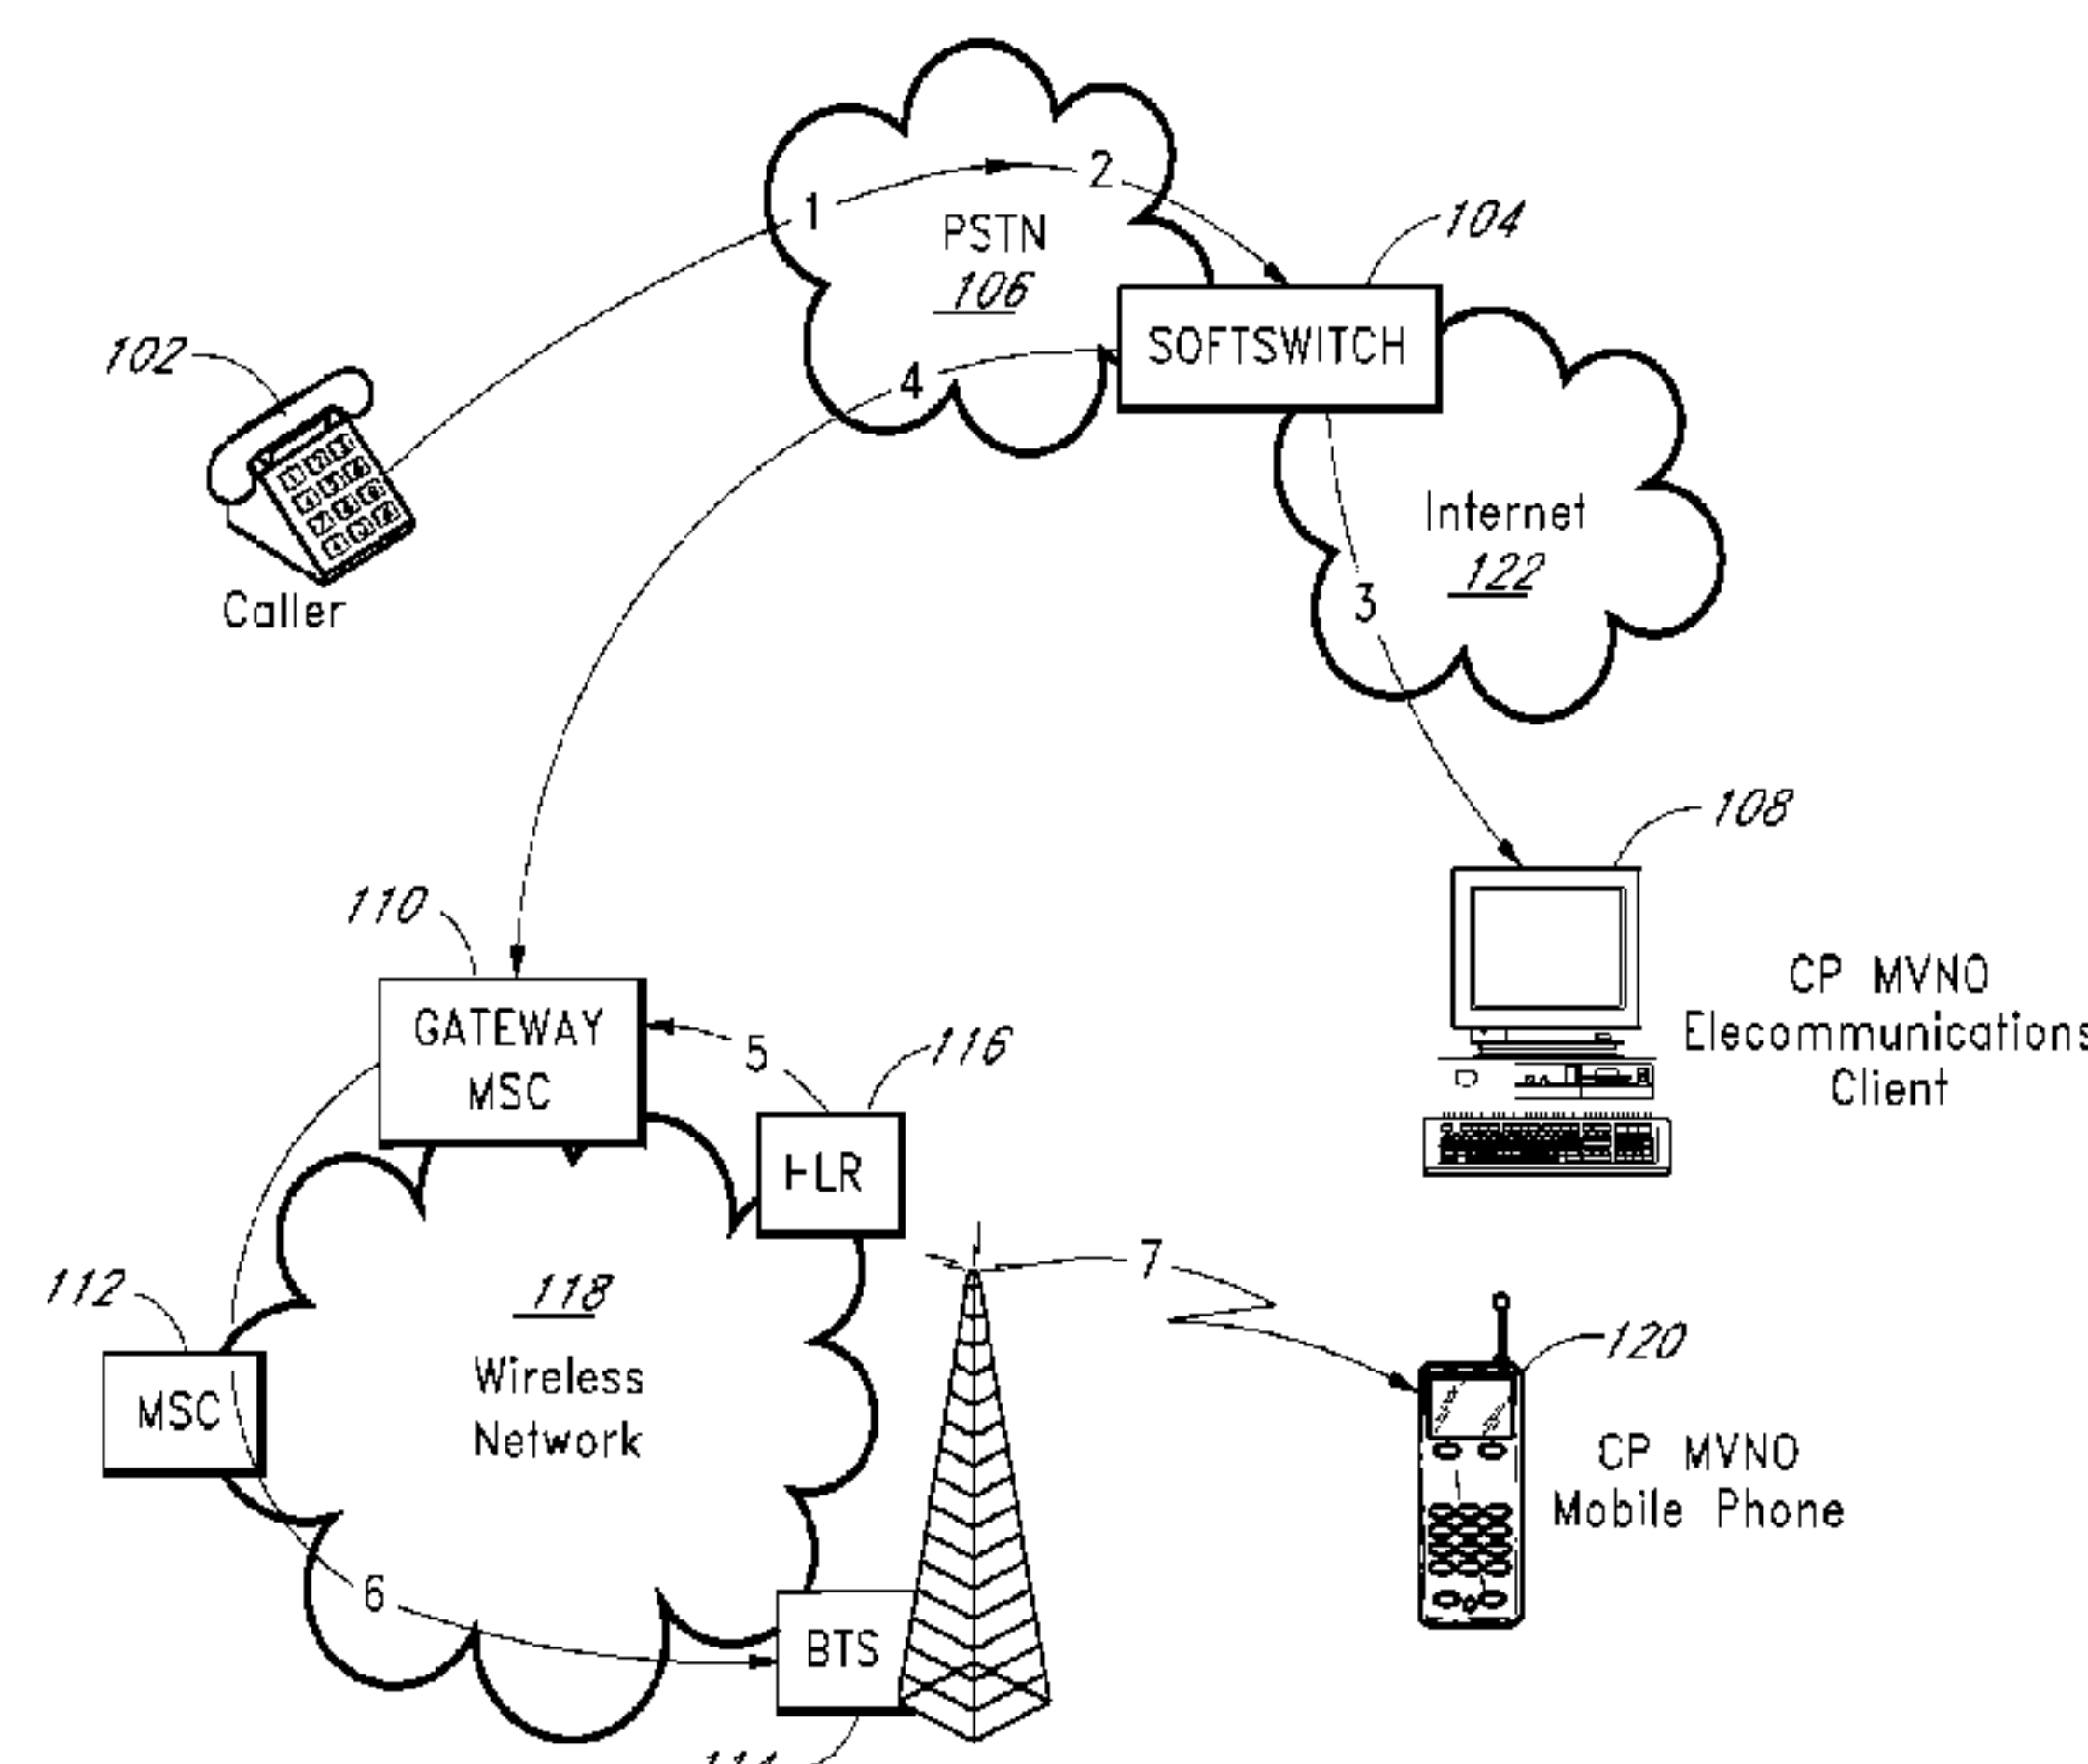 1
2
PSTN
106
104
SOFTSWITCH
102
4
Internet
122
3
Caller
108
110
GATEWAY
MSC
5
116
CP MVNO
Elecommunications
Client
HLR
7
112
118
120
MSC
Wireless
Network
CP MVNO
Mobile Phone
6
BTS